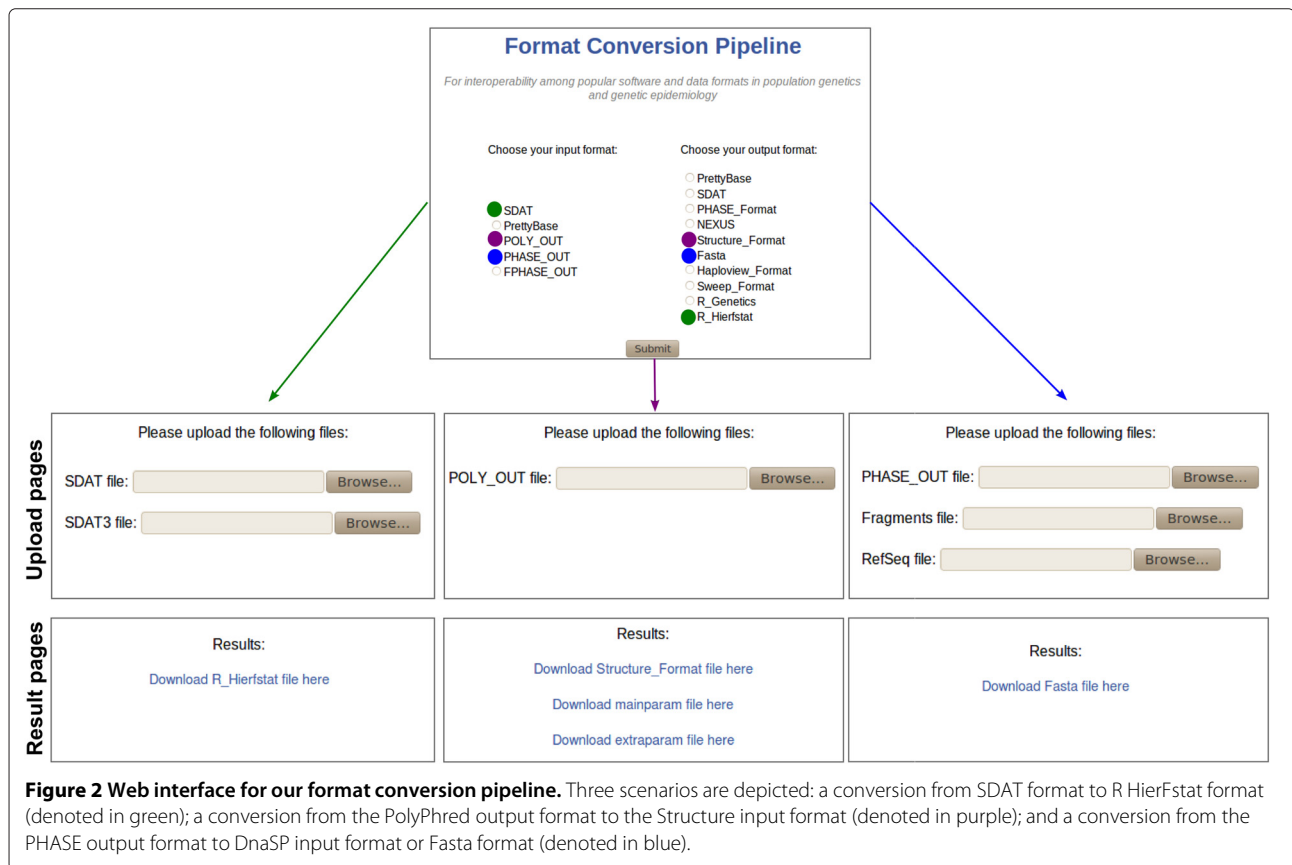 Format Conversion Pipeline
For interoperability among popular software and data formats in population genetics
and genetic epidemiology
Choose your input format:
SDAT
PrettyBase
POLY_OUT
PHASE_OUT
FPHASE_OUT
Choose your output format:
PrettyBase
SDAT
PHASE_Format
NEXUS
Structure_Format
Fasta
Haploview_Format
Sweep_Format
R_Genetics
R_Hierfstat
Submit
Upload pages
Please upload the following files:
SDAT file: Browse...
SDAT3 file: Browse...
Please upload the following files:
POLY_OUT file: Browse...
Please upload the following files:
PHASE_OUT file: Browse...
Fragments file: Browse...
RefSeq file: Browse...
Result pages
Results:
Download R_Hierfstat file here
Results:
Download Structure_Format file here
Download mainparam file here
Download extraparam file here
Results:
Download Fasta file here
Figure 2 Web interface for our format conversion pipeline. Three scenarios are depicted: a conversion from SDAT format to R HierFstat format
(denoted in green); a conversion from the PolyPhred output format to the Structure input format (denoted in purple); and a conversion from the
PHASE output format to DnaSP input format or Fasta format (denoted in blue).